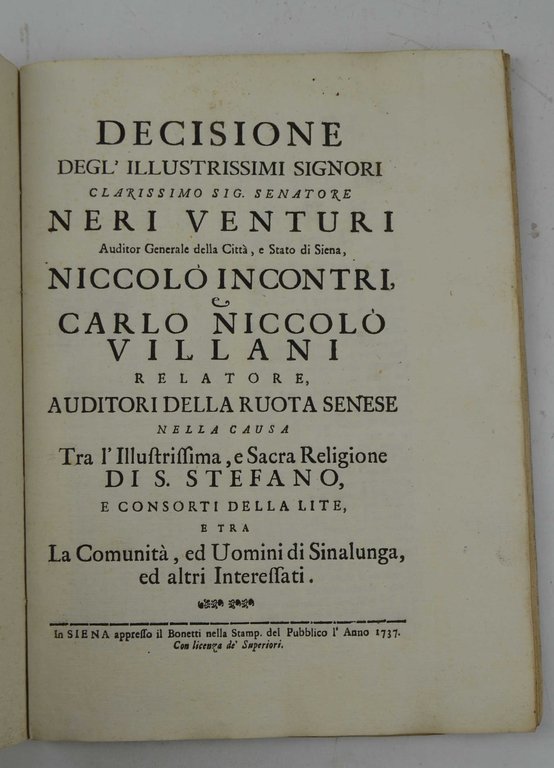 DECISIONE
DEGL' ILLUSTRISSIMI SIGNORI
CLARISSIMO SIG. SENATORE
NERI VENTURI
Auditor Generale della Città, e Stato di Siena,
NICCOLÒ INCONTRI,
&
CARLO NICCOLÒ
VILLANI
RELATORE,
AUDITORI DELLA RUOTA SENESE
NELLA CAUSA
Tra l'Illuſtriſſima, e Sacra Religione
DI S. STEFANO,
E CONSORTI DELLA LITE,
E TRA
La Comunità, ed Uomini di Sinalunga,
ed altri Intereſſati.
In SIENA appreſſo il Bonetti nella Stamp. del Pubblico l' Anno 1737.
Con licenza de' Superiori.